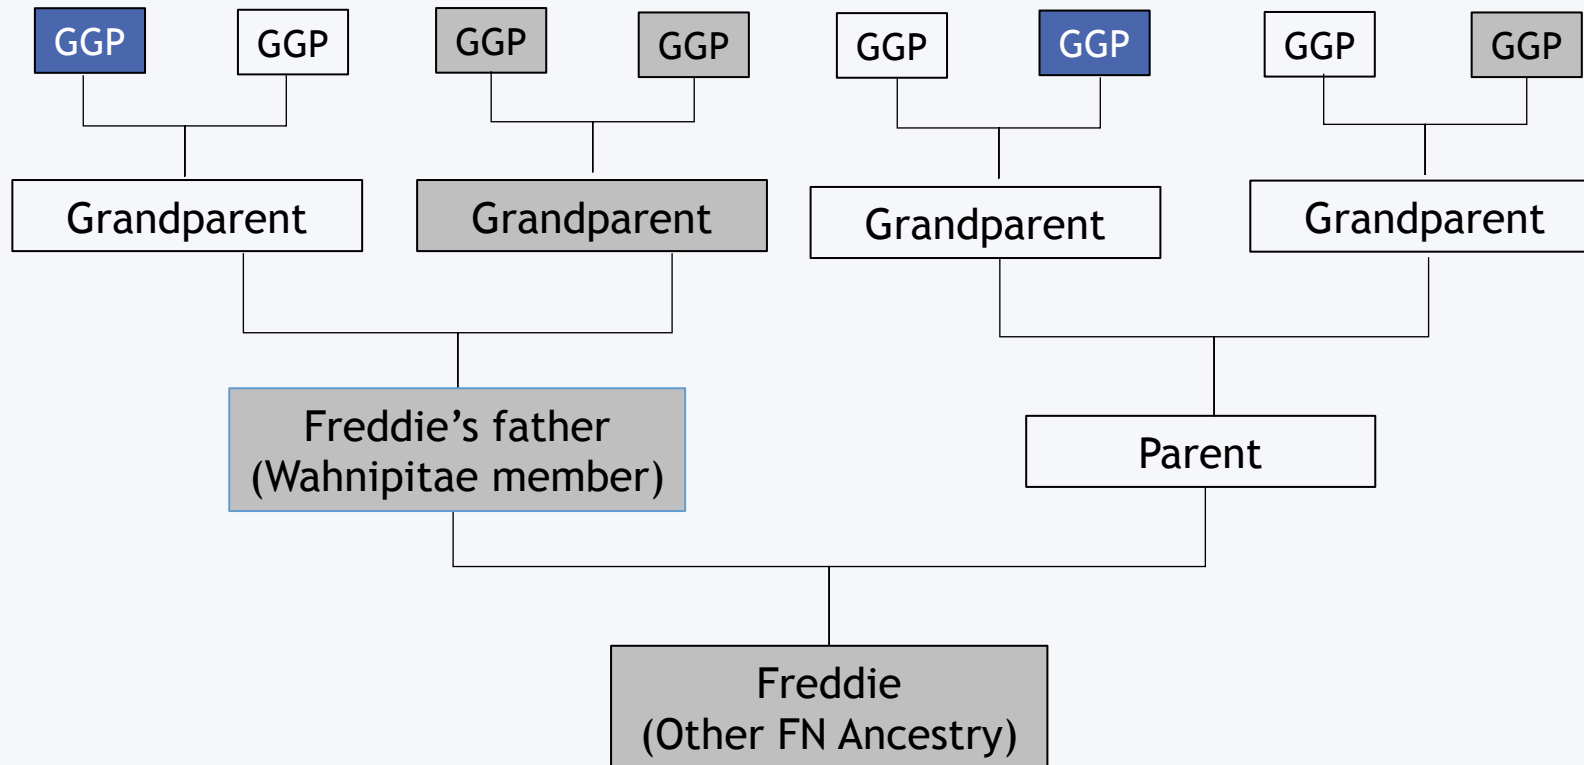 GGP
GGP
GGP
GGP
GGP
GGP
GGP
GGP
Grandparent
Grandparent
Grandparent
Grandparent
Freddie’s father
(Wahnipitae member)
Parent
Freddie
(Other FN Ancestry)